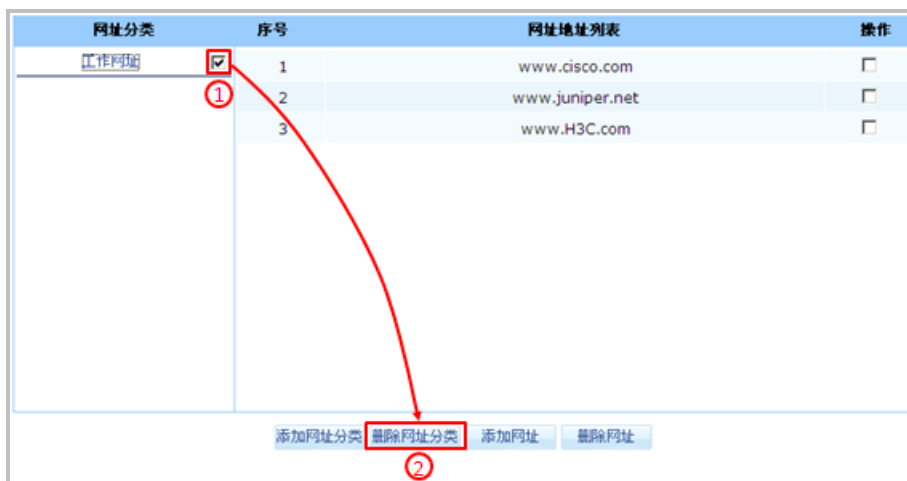 网址分类 序号 网址地址列表 操作
工作网址 1 www.cisco.com
① 2 www.juniper.net
3 www.H3C.com
添加网址分类 删除网址分类 添加网址 删除网址
②